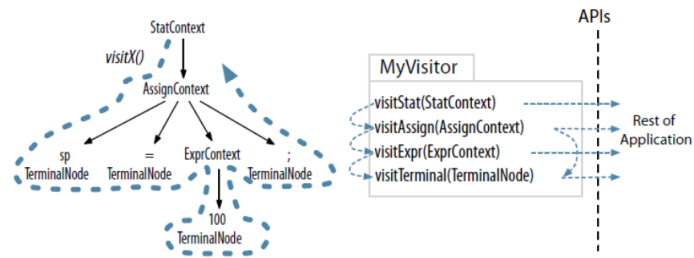 StatContext
visitX()
AssignContext
sp
TerminalNode
=
TerminalNode
ExprContext
;
TerminalNode
100
TerminalNode
APIs
MyVisitor
visitStat(StatContext)
visitAssign(AssignContext)
visitExpr(ExprContext)
visitTerminal(TerminalNode)
Rest of
Application